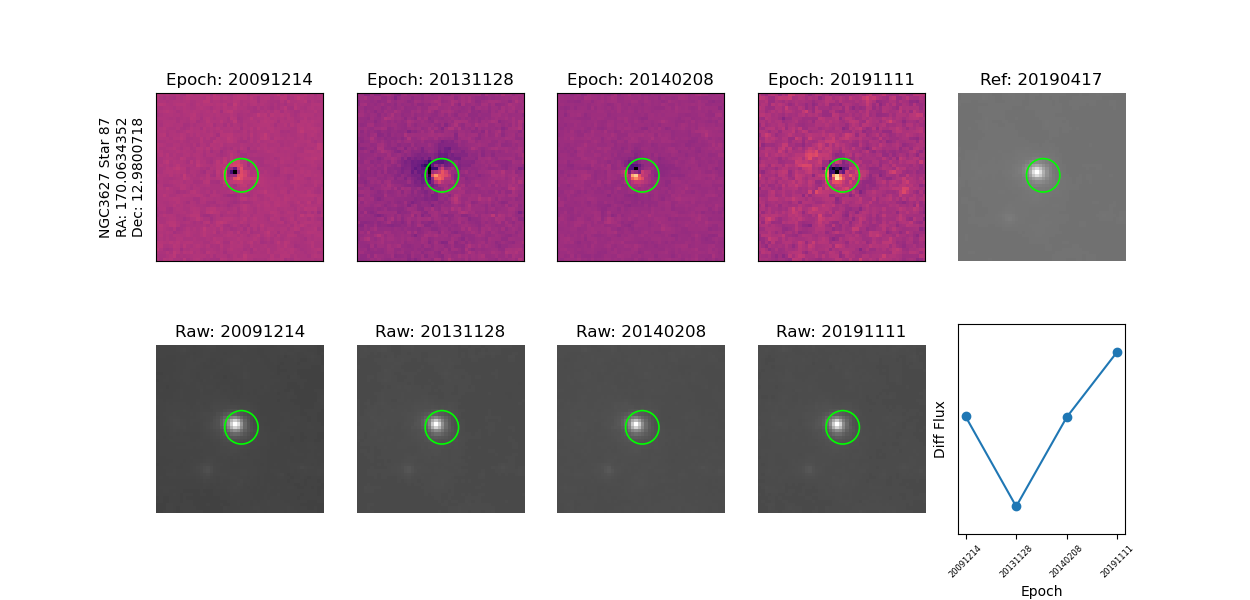 NGC3627 Star 87
RA: 170.0634352
Dec: 12.9800718
Epoch: 20091214
Epoch: 20131128
Epoch: 20140208
Epoch: 20191111
Ref: 20190417
Raw: 20091214
Raw: 20131128
Raw: 20140208
Raw: 20191111
Diff Flux
20091214
20131128
20140208
20191111
Epoch